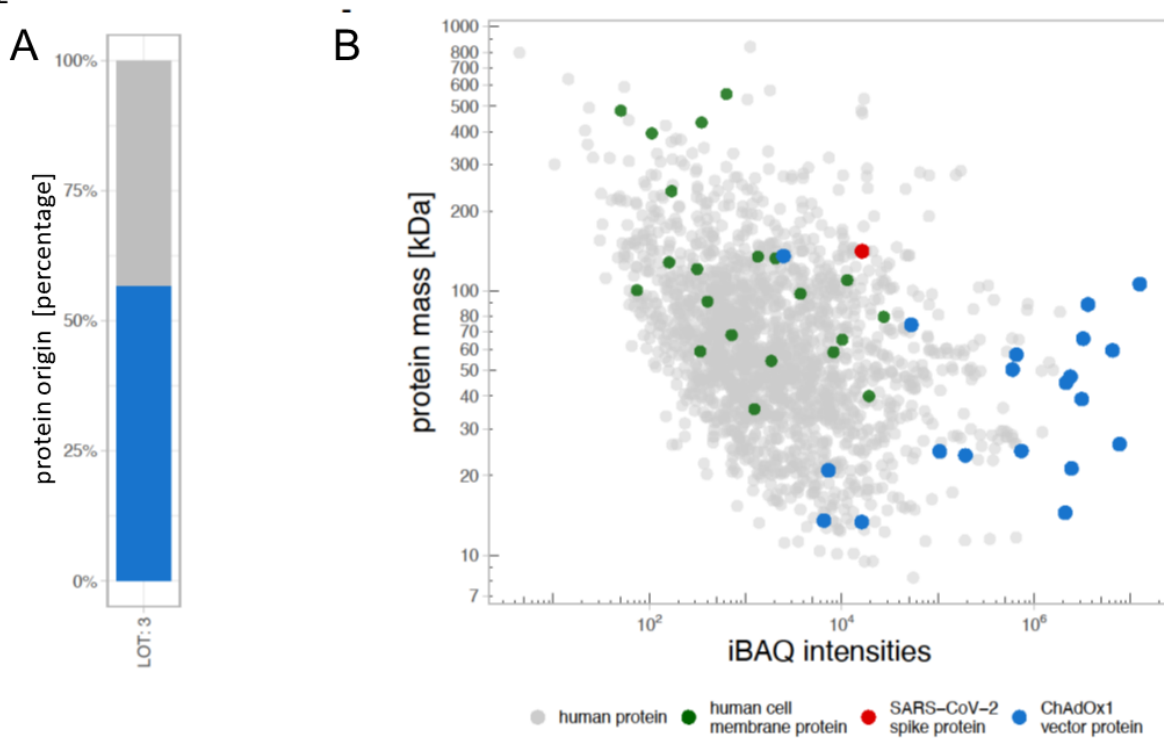 A
B
protein origin [percentage]
100%
75%
50%
25%
0%
LOT: 3
protein mass [kDa]
1000
800
700
600
500
400
300
200
100
80
70
60
50
40
30
20
10
7
10²
10⁴
10⁶
iBAQ intensities
human protein
human cell
membrane protein
SARS–CoV–2
spike protein
ChAdOx1
vector protein